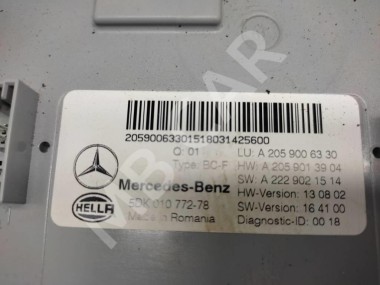 20590063301518031425600
Q: 01 LU: A 205 900 63 30
Type: BC-F HW: A 205 901 39 04
SW: A 222 902 15 14
Mercedes-Benz HW-Version: 13 08 02
HELLA 5DK 010 772-78 SW-Version: 16 41 00
Made in Romania Diagnostic-ID: 00 18